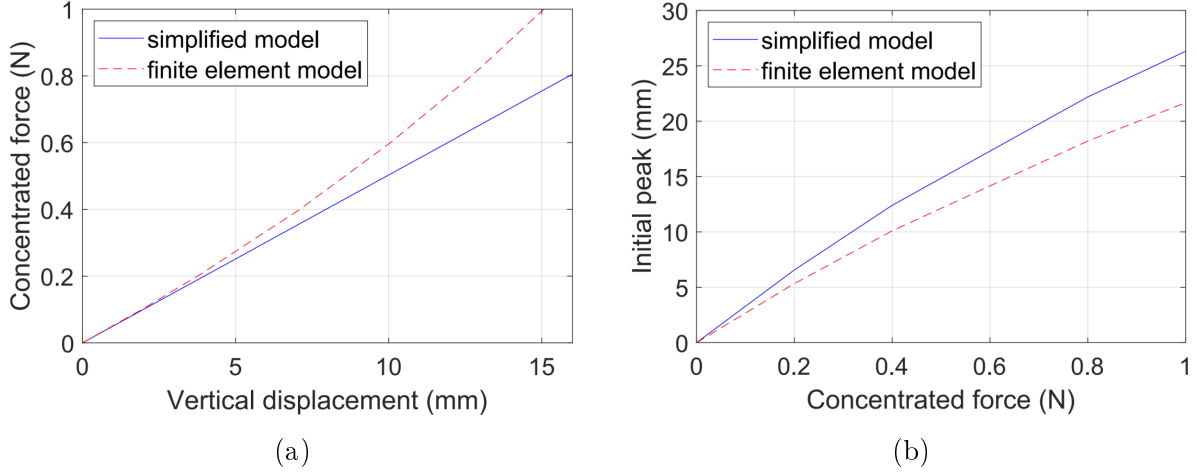 simplified model
finite element model
Concentrated force (N)
1
0.8
0.6
0.4
0.2
0
0
5
10
15
Vertical displacement (mm)
(a)
simplified model
finite element model
Initial peak (mm)
30
25
20
15
10
5
0
0
0.2
0.4
0.6
0.8
1
Concentrated force (N)
(b)